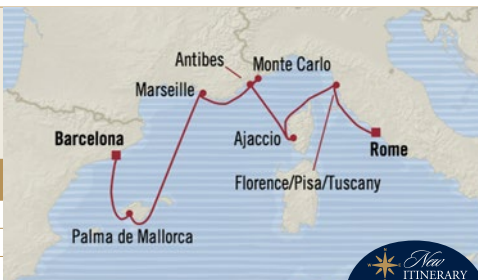 Antibes
Monte Carlo
Marseille
Barcelona
Ajaccio
Rome
Florence/Pisa/Tuscany
Palma de Mallorca
New
ITINERARY